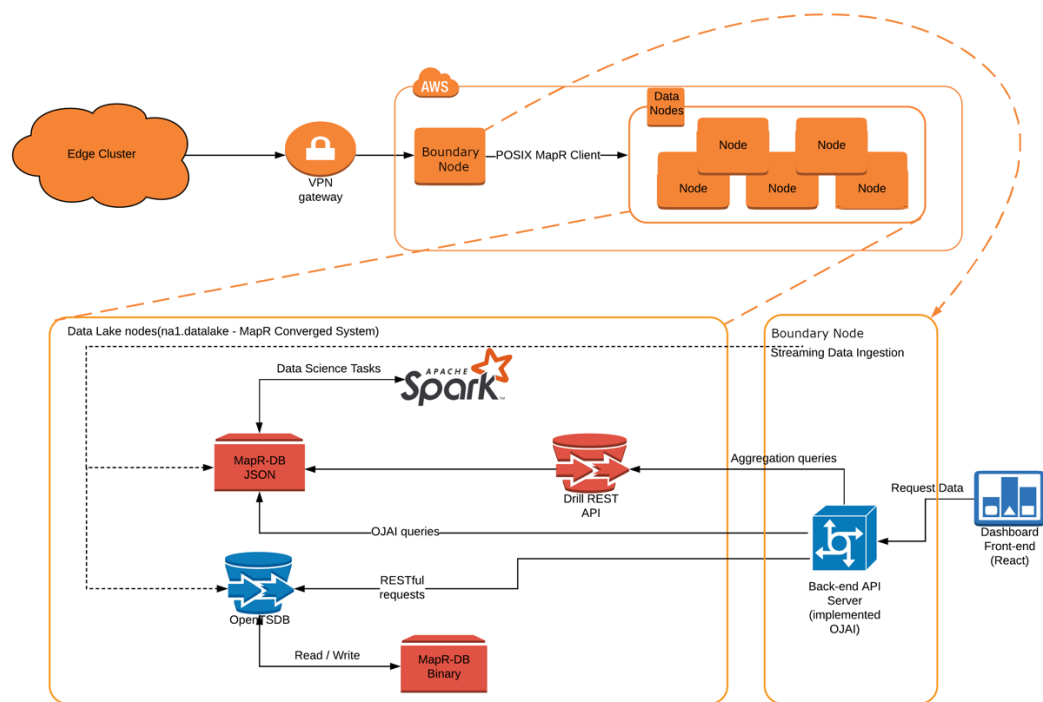 AWS
Edge Cluster
VPN
gateway
Boundary
Node
POSIX MapR Client
Data
Nodes
Node
Node
Node
Node
Node
Data Lake nodes(na1.datalake - MapR Converged System)
Boundary Node
Streaming Data Ingestion
Data Science Tasks
APACHE
Spark
TM
MapR-DB
JSON
Drill REST
API
Aggregation queries
Request Data
OJAI queries
Dashboard
Front-end
(React)
RESTful
requests
Back-end API
Server
(implemented
OJAI)
OpenTSDB
Read / Write
MapR-DB
Binary